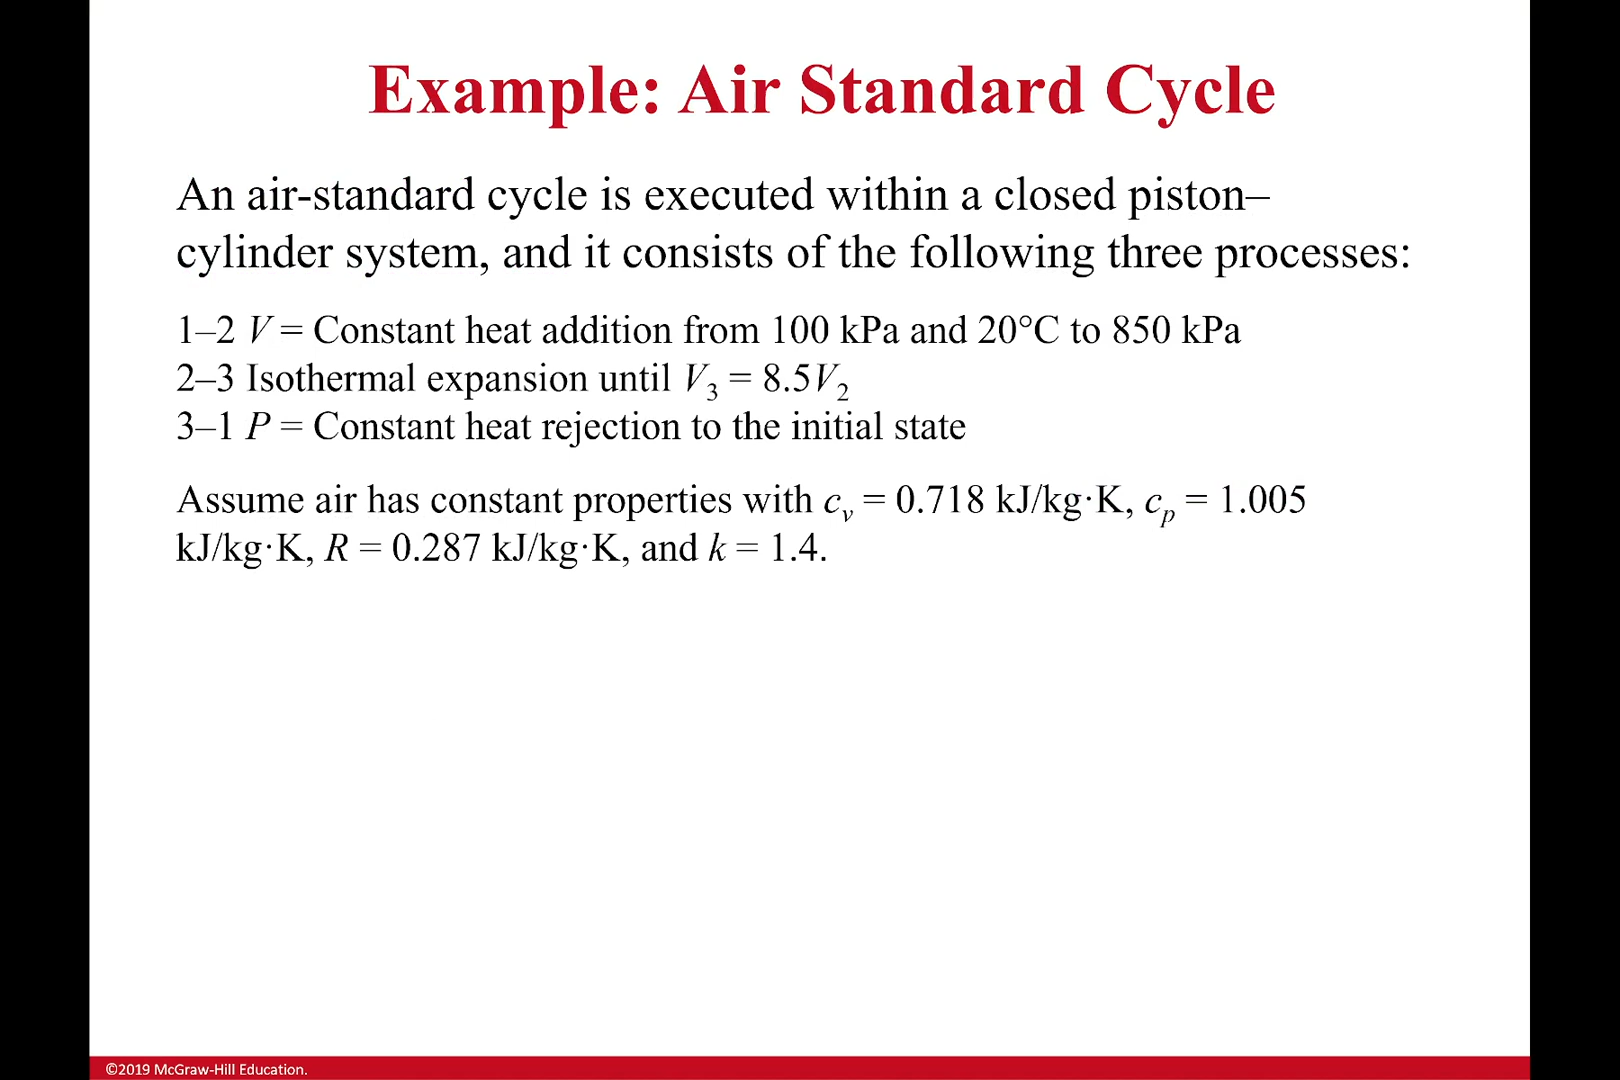 Example: Air Standard Cycle
An air-standard cycle is executed within a closed piston–
cylinder system, and it consists of the following three processes:
1–2 V = Constant heat addition from 100 kPa and 20°C to 850 kPa
2–3 Isothermal expansion until V₃ = 8.5V₂
3–1 P = Constant heat rejection to the initial state
Assume air has constant properties with cᵥ = 0.718 kJ/kg·K, cₚ = 1.005
kJ/kg·K, R = 0.287 kJ/kg·K, and k = 1.4.
©2019 McGraw-Hill Education.